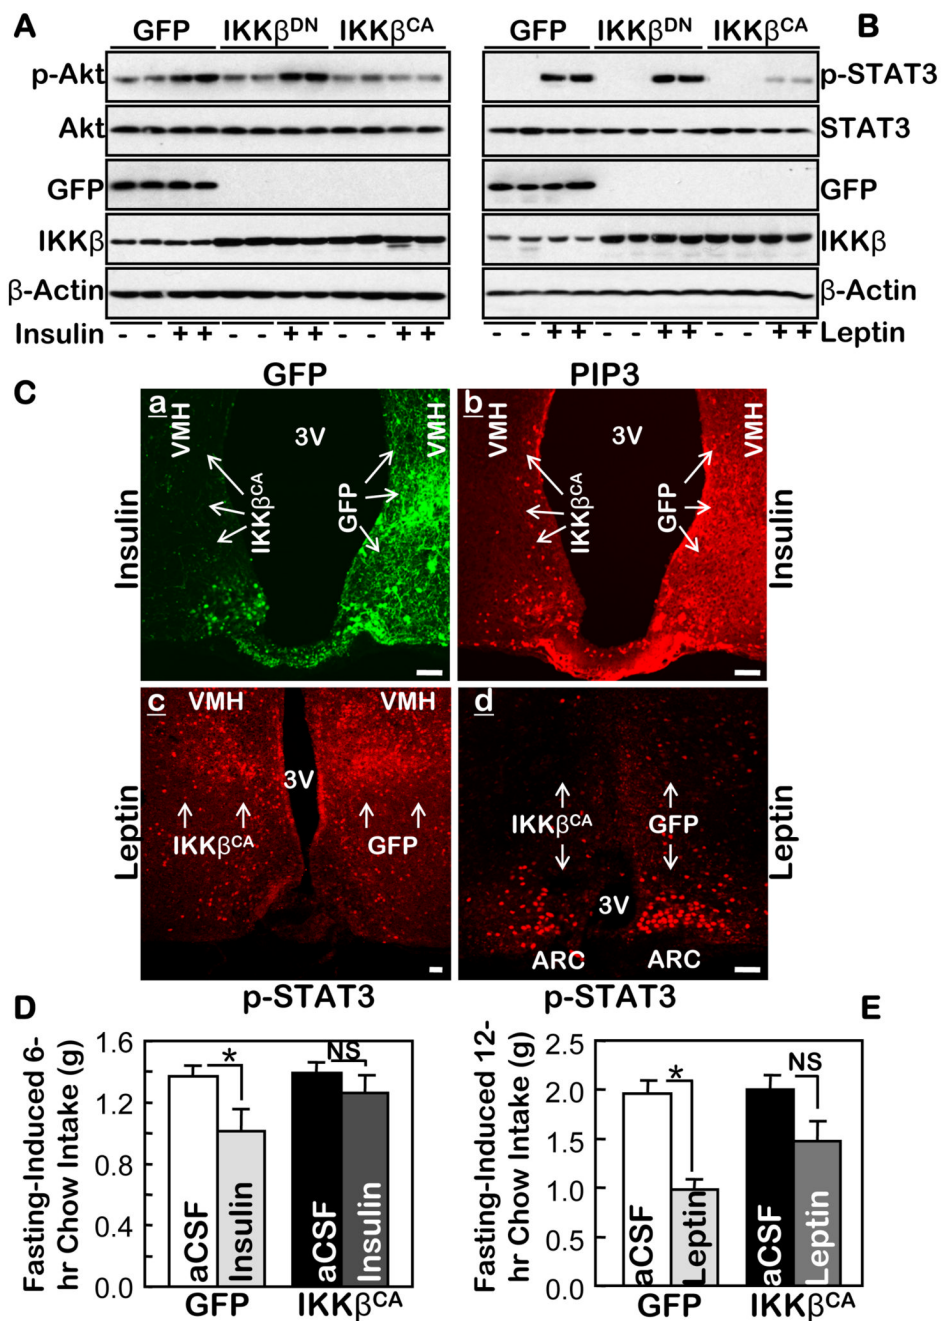 A
GFP IKKβDN IKKβCA
p-Akt
Akt
GFP
IKKβ
β-Actin
Insulin - - + + - - + + - - + +
B
GFP IKKβDN IKKβCA
p-STAT3
STAT3
GFP
IKKβ
β-Actin
- - + + - - + + - - + + Leptin
C
GFP
PIP3
Insulin
a
VMH
3V
VMH
IKKβCA
GFP
b
VMH
3V
VMH
IKKβCA
GFP
Insulin
Leptin
c
VMH
VMH
3V
IKKβCA
GFP
d
IKKβCA
GFP
3V
ARC
ARC
Leptin
p-STAT3
p-STAT3
D
Fasting-Induced 6-
hr Chow Intake (g)
1.6
1.2
0.8
0.4
0.0
*
NS
aCSF
Insulin
aCSF
Insulin
GFP
IKKβCA
E
Fasting-Induced 12-
hr Chow Intake (g)
2.5
2.0
1.5
1.0
0.5
0.0
*
NS
aCSF
Leptin
aCSF
Leptin
GFP
IKKβCA